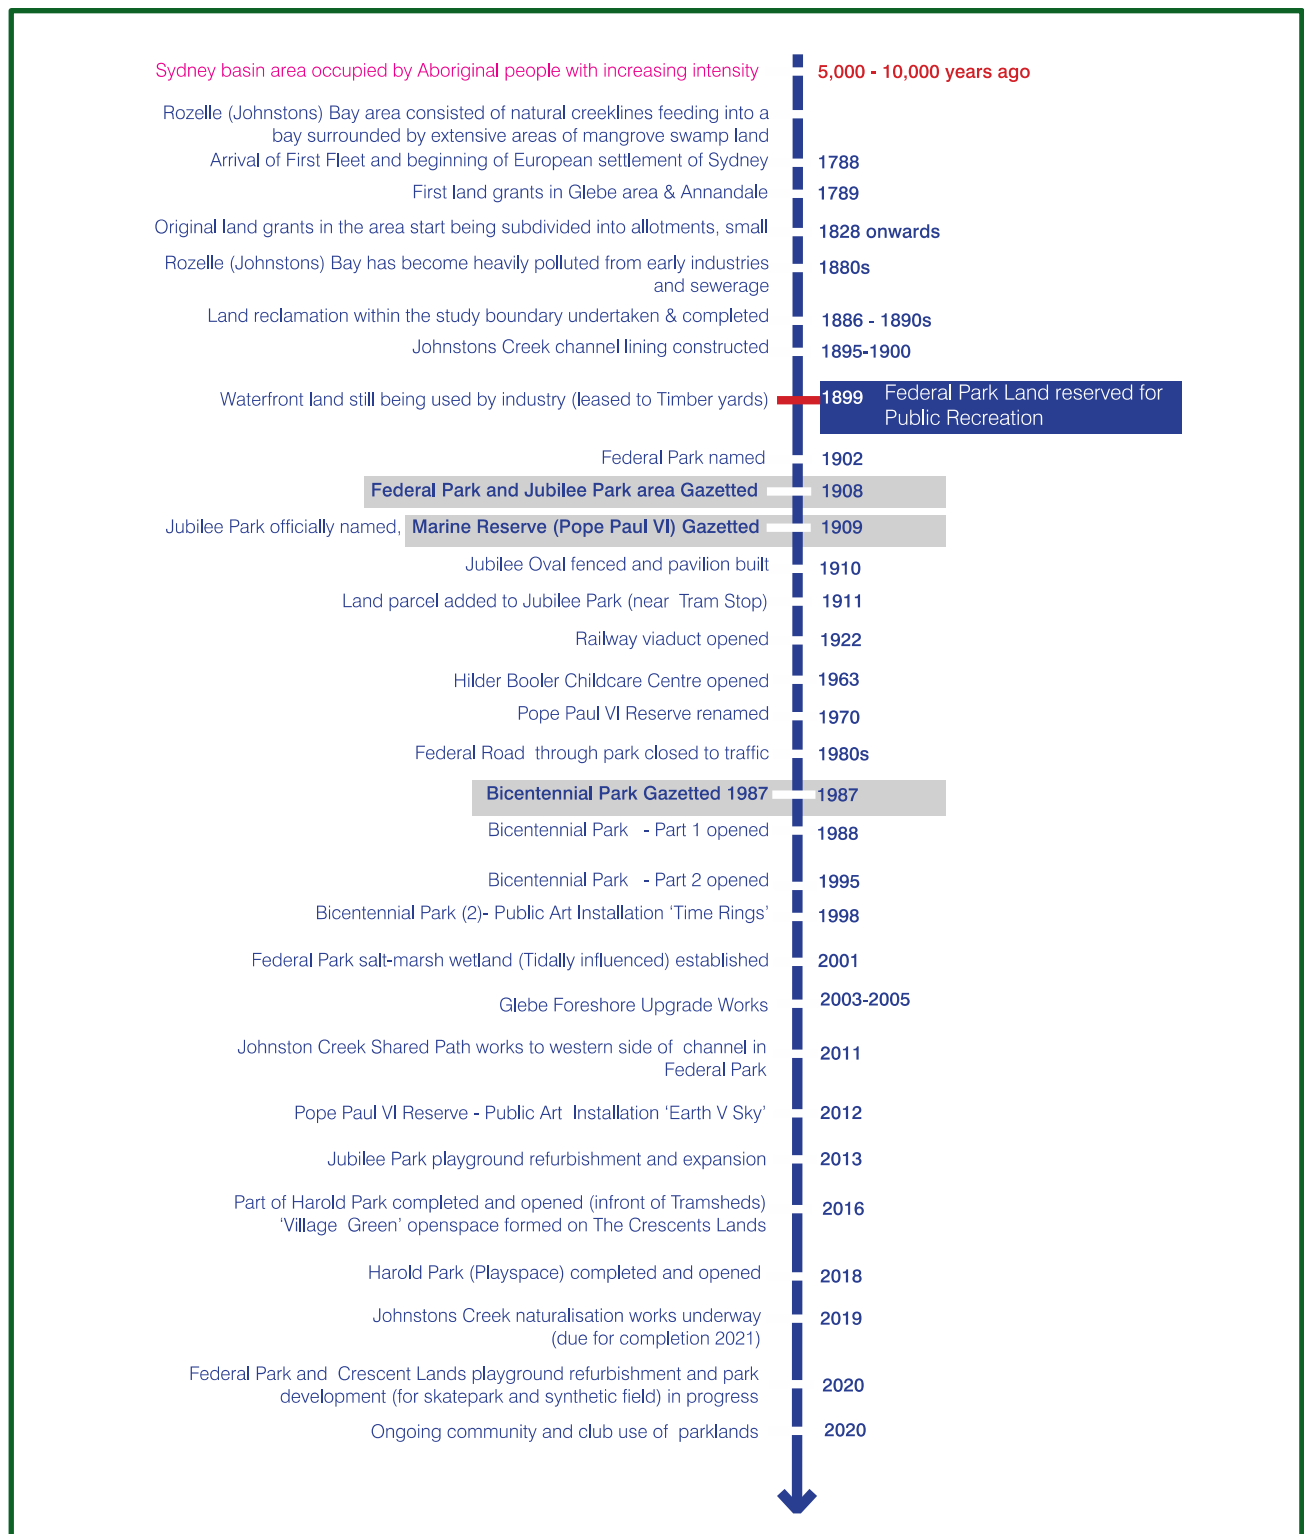 Sydney basin area occupied by Aboriginal people with increasing intensity 5,000 - 10,000 years ago
Rozelle (Johnstons) Bay area consisted of natural creeklines feeding into a
bay surrounded by extensive areas of mangrove swamp land
Arrival of First Fleet and beginning of European settlement of Sydney 1788
First land grants in Glebe area & Annandale 1789
Original land grants in the area start being subdivided into allotments, small 1828 onwards
Rozelle (Johnstons) Bay has become heavily polluted from early industries 1880s
and sewerage
Land reclamation within the study boundary undertaken & completed 1886 - 1890s
Johnstons Creek channel lining constructed 1895-1900
Waterfront land still being used by industry (leased to Timber yards) 1899 Federal Park Land reserved for
Public Recreation
Federal Park named 1902
Federal Park and Jubilee Park area Gazetted 1908
Jubilee Park officially named, Marine Reserve (Pope Paul VI) Gazetted 1909
Jubilee Oval fenced and pavilion built 1910
Land parcel added to Jubilee Park (near Tram Stop) 1911
Railway viaduct opened 1922
Hilder Booler Childcare Centre opened 1963
Pope Paul VI Reserve renamed 1970
Federal Road through park closed to traffic 1980s
Bicentennial Park Gazetted 1987 1987
Bicentennial Park - Part 1 opened 1988
Bicentennial Park - Part 2 opened 1995
Bicentennial Park (2)- Public Art Installation ‘Time Rings’ 1998
Federal Park salt-marsh wetland (Tidally influenced) established 2001
Glebe Foreshore Upgrade Works 2003-2005
Johnston Creek Shared Path works to western side of channel in 2011
Federal Park
Pope Paul VI Reserve - Public Art Installation ‘Earth V Sky’ 2012
Jubilee Park playground refurbishment and expansion 2013
Part of Harold Park completed and opened (infront of Tramsheds) 2016
‘Village Green’ openspace formed on The Crescents Lands
Harold Park (Playspace) completed and opened 2018
Johnstons Creek naturalisation works underway 2019
(due for completion 2021)
Federal Park and Crescent Lands playground refurbishment and park 2020
development (for skatepark and synthetic field) in progress
Ongoing community and club use of parklands 2020